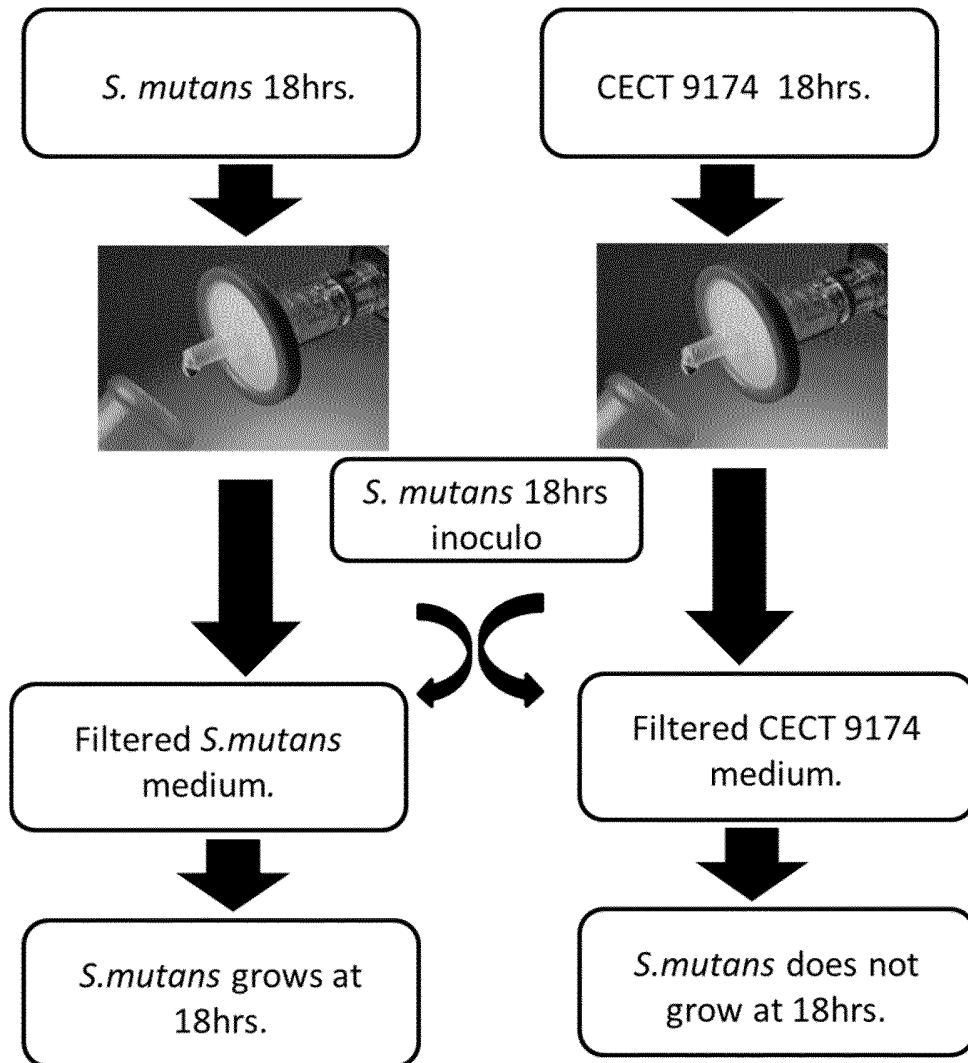 S. mutans 18hrs.
CECT 9174 18hrs.
S. mutans 18hrs
inoculo
Filtered S.mutans
medium.
Filtered CECT 9174
medium.
S.mutans grows at
18hrs.
S.mutans does not
grow at 18hrs.